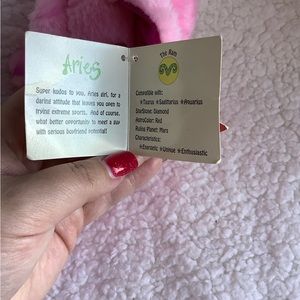 Aries
Super kudos to you, Aries girl, for a
daring attitude that leaves you open to
trying extreme sports. And of course,
what better opportunity to meet a guy
with serious boyfriend potential!
The Ram
Compatible with:
★Taurus ★Sagittarius ★Aquarius
StarStone: Diamond
AstroColor: Red
Ruling Planet: Mars
Characteristics:
★Energetic ★Unique ★Enthusiastic